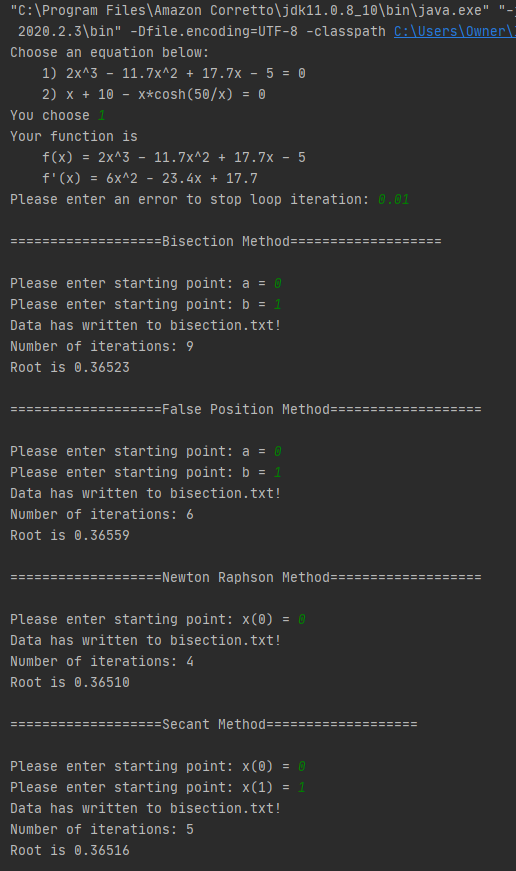 "C:\Program Files\Amazon Corretto\jdk11.0.8_10\bin\java.exe"
2020.2.3\bin" -Dfile.encoding=UTF-8 -classpath
Choose an equation below:
    1) 2x^3 - 11.7x^2 + 17.7x - 5 = 0
    2) x + 10 - x*cosh(50/x) = 0
You choose 1
Your function is
    f(x) = 2x^3 - 11.7x^2 + 17.7x - 5
    f'(x) = 6x^2 - 23.4x + 17.7
Please enter an error to stop loop iteration: 0.01
===================Bisection Method===================
Please enter starting point: a = 0
Please enter starting point: b = 1
Data has written to bisection.txt!
Number of iterations: 9
Root is 0.36523
===================False Position Method===================
Please enter starting point: a = 0
Please enter starting point: b = 1
Data has written to bisection.txt!
Number of iterations: 6
Root is 0.36559
===================Newton Raphson Method===================
Please enter starting point: x(0) = 0
Data has written to bisection.txt!
Number of iterations: 4
Root is 0.36510
===================Secant Method===================
Please enter starting point: x(0) = 0
Please enter starting point: x(1) = 1
Data has written to bisection.txt!
Number of iterations: 5
Root is 0.36516